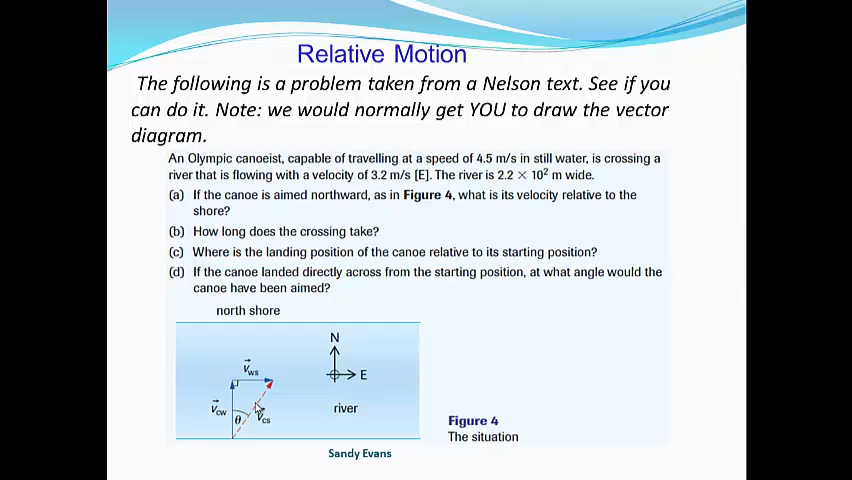 Relative Motion
The following is a problem taken from a Nelson text. See if you
can do it. Note: we would normally get YOU to draw the vector
diagram.
An Olympic canoeist, capable of travelling at a speed of 4.5 m/s in still water, is crossing a
river that is flowing with a velocity of 3.2 m/s [E]. The river is 2.2 × 10² m wide.
(a) If the canoe is aimed northward, as in Figure 4, what is its velocity relative to the
shore?
(b) How long does the crossing take?
(c) Where is the landing position of the canoe relative to its starting position?
(d) If the canoe landed directly across from the starting position, at what angle would the
canoe have been aimed?
north shore
N
E
v⃗ws
v⃗cw
θ
v⃗cs
river
Figure 4
The situation
Sandy Evans